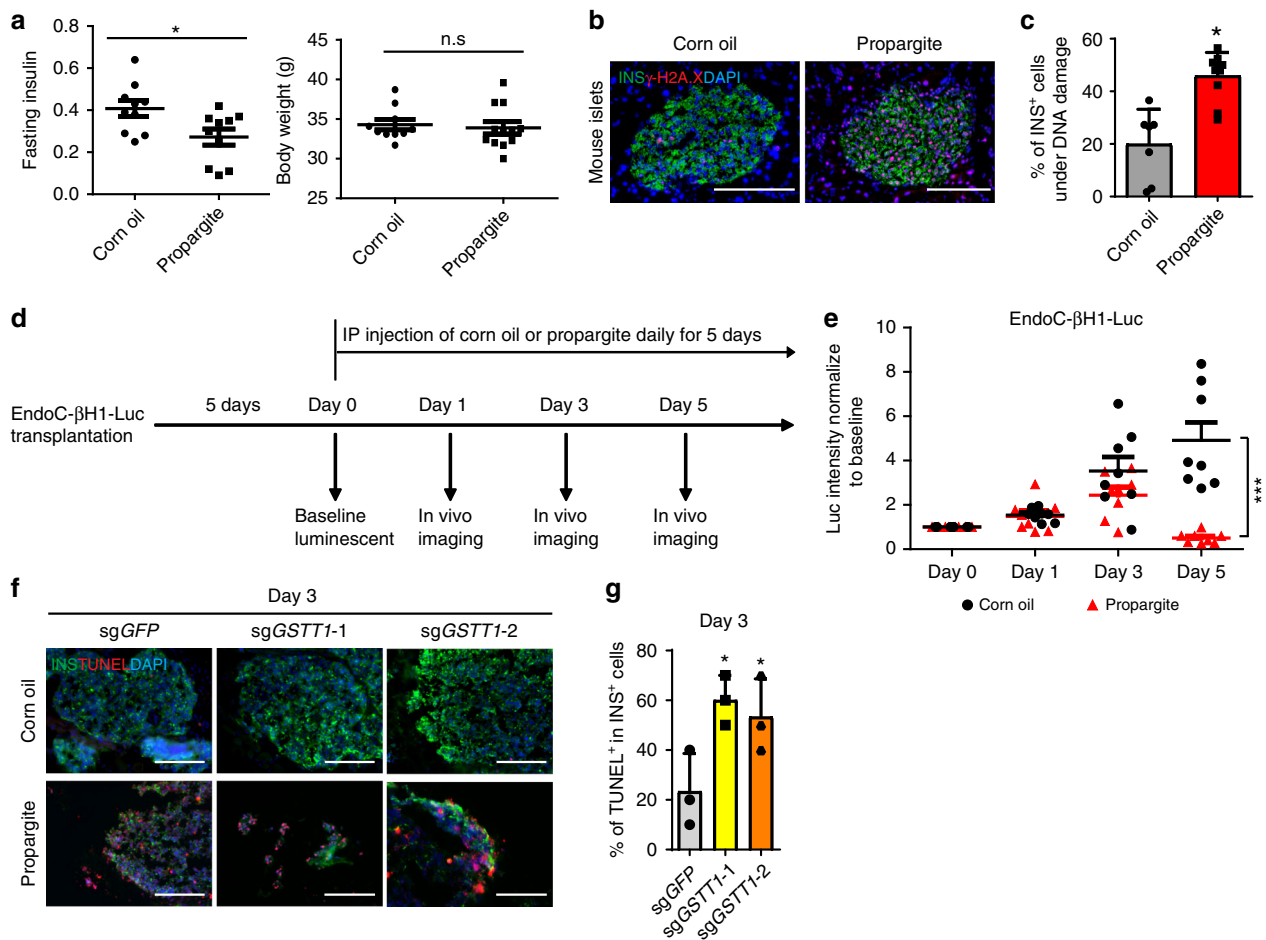 a
Fasting insulin
0.8
0.6
0.4
0.2
0.0
*
Corn oil
Propargite
Body weight (g)
45
40
35
30
25
n.s
Corn oil
Propargite
b
Corn oil
Propargite
Mouse islets
INSγ-H2A.XDAPI
c
% of INS⁺ cells
under DNA damage
60
40
20
0
*
Corn oil
Propargite
d
IP injection of corn oil or propargite daily for 5 days
EndoC-βH1-Luc
transplantation
5 days
Day 0
Day 1
Day 3
Day 5
Baseline
luminescent
In vivo
imaging
In vivo
imaging
In vivo
imaging
e
EndoC-βH1-Luc
Luc intensity normalize
to baseline
10
8
6
4
2
0
***
Day 0
Day 1
Day 3
Day 5
Corn oil
Propargite
f
Day 3
sgGFP
sgGSTT1-1
sgGSTT1-2
Corn oil
INSTUNELDAPI
Propargite
g
Day 3
% of TUNEL⁺ in INS⁺ cells
80
60
40
20
0
*
*
sgGFP
sgGSTT1-1
sgGSTT1-2